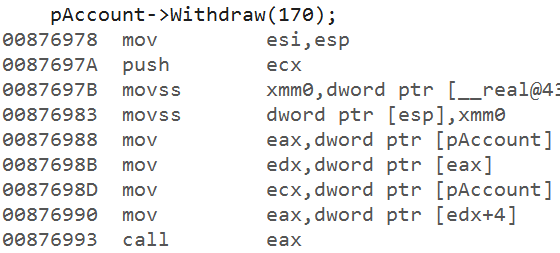 pAccount->Withdraw(170);
00876978 mov esi,esp
0087697A push ecx
0087697B movss xmm0,dword ptr [__real@43
00876983 movss dword ptr [esp],xmm0
00876988 mov eax,dword ptr [pAccount]
0087698B mov edx,dword ptr [eax]
0087698D mov ecx,dword ptr [pAccount]
00876990 mov eax,dword ptr [edx+4]
00876993 call eax